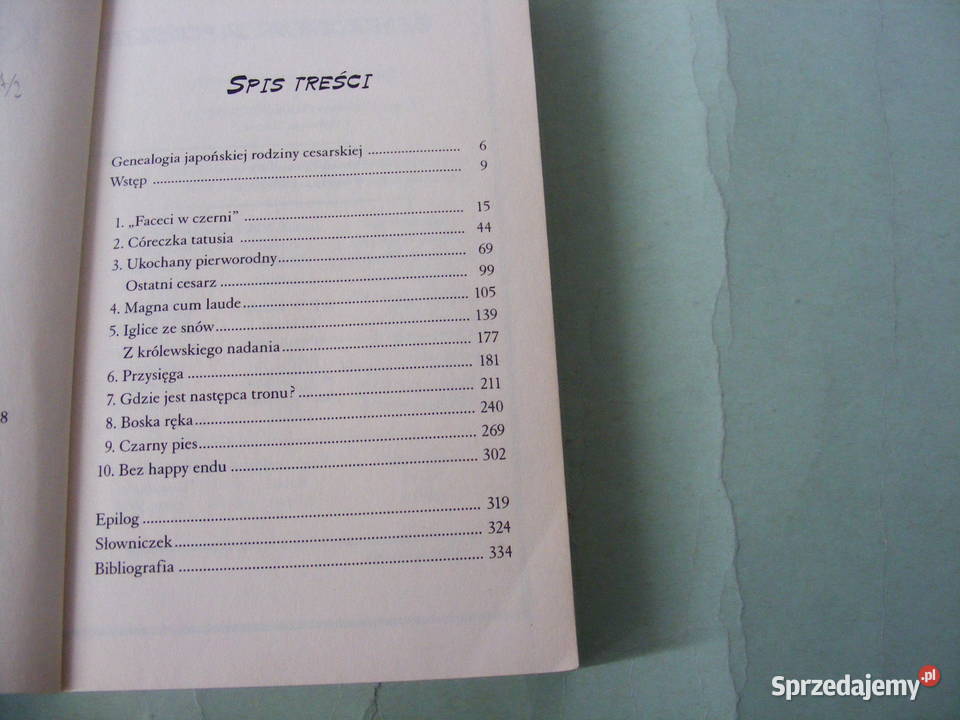 SPIS TREŚCI
Genealogia japońskiej rodziny cesarskiej ........................ 6
Wstęp ........................ 9
1. „Faceci w czerni” ........................ 15
2. Córeczka tatusia ........................ 44
3. Ukochany pierworodny ........................ 69
Ostatni cesarz ........................ 99
4. Magna cum laude ........................ 105
5. Iglice ze snów ........................ 139
Z królewskiego nadania ........................ 177
6. Przysięga ........................ 181
7. Gdzie jest następca tronu? ........................ 211
8. Boska ręka ........................ 240
9. Czarny pies ........................ 269
10. Bez happy endu ........................ 302
Epilog ........................ 319
Słowniczek ........................ 324
Bibliografia ........................ 334
8
Sprzedajemy.pl